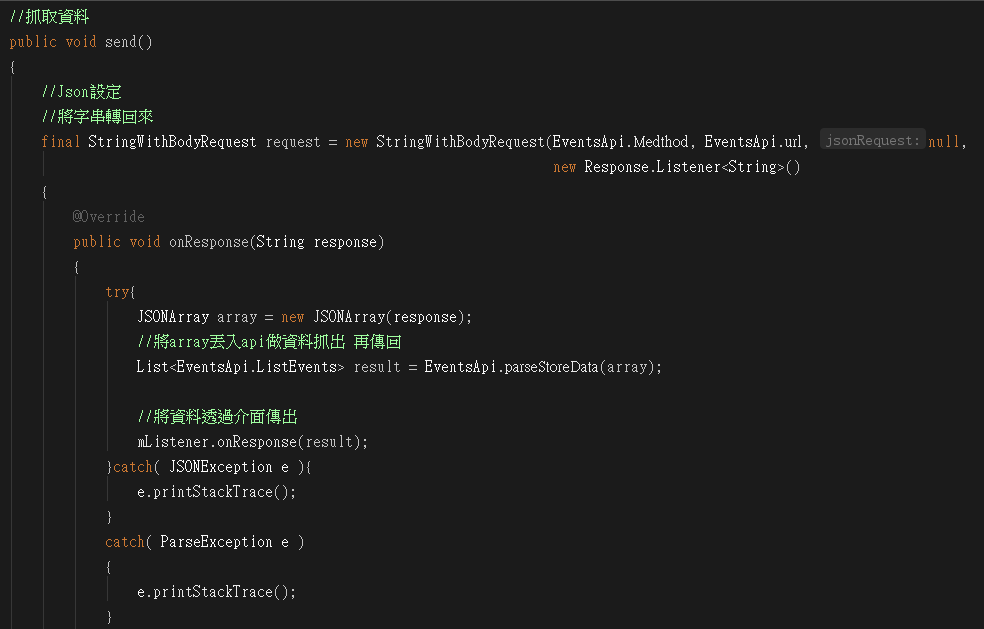 //抓取資料
public void send()
{
//Json設定
//將字串轉回來
final StringWithBodyRequest request = new StringWithBodyRequest(EventsApi.Medthod, EventsApi.url, jsonRequest: null,
new Response.Listener<String>()
{
@Override
public void onResponse(String response)
{
try{
JSONArray array = new JSONArray(response);
//將array丟入api做資料抓出 再傳回
List<EventsApi.ListEvents> result = EventsApi.parseStoreData(array);
//將資料透過介面傳出
mListener.onResponse(result);
}catch( JSONException e ){
e.printStackTrace();
}
catch( ParseException e )
{
e.printStackTrace();
}